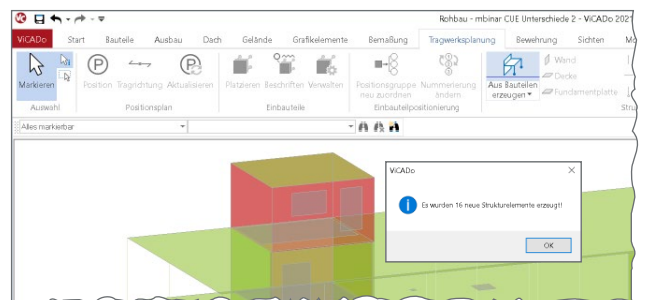 Rohbau - mbinar CUE Unterschiede 2 - ViCADo 2021
ViCADo Start Bauteile Ausbau Dach Gelände Grafikelemente Bemaßung Tragwerksplanung Bewehrung Sichten
Markieren Position Tragrichtung Aktualisieren Platzieren Beschriften Verwalten Positionsgruppe neu zuordnen Nummerierung ändern Aus Bauteilen erzeugen Wand Decke Fundamentplatte
Auswahl Positionsplan Einbauteile Einbauteilpositionierung Stru
Alles markierbar
ViCADo
Es wurden 16 neue Strukturelemente erzeugt!
OK